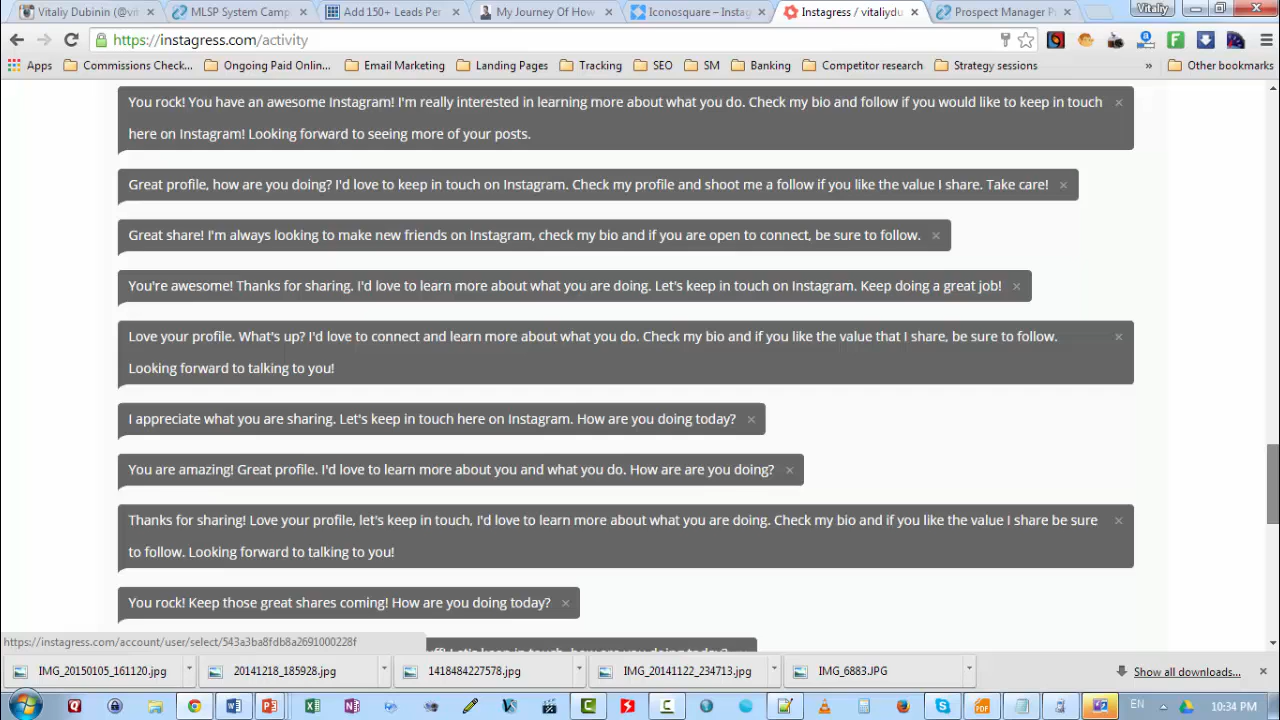 Vitaliy Dubinin (@vit
MLSP System Camp
Add 150+ Leads Per
My Journey Of How
Iconosquare – Instag
Instagress / vitaliydu
Prospect Manager P
Vitaliy
https://instagress.com/activity
Apps
Commissions Check...
Ongoing Paid Onlin...
Email Marketing
Landing Pages
Tracking
SEO
SM
Banking
Competitor research
Strategy sessions
»
Other bookmarks
You rock! You have an awesome Instagram! I'm really interested in learning more about what you do. Check my bio and follow if you would like to keep in touch
here on Instagram! Looking forward to seeing more of your posts.
Great profile, how are you doing? I'd love to keep in touch on Instagram. Check my profile and shoot me a follow if you like the value I share. Take care!
Great share! I'm always looking to make new friends on Instagram, check my bio and if you are open to connect, be sure to follow.
You're awesome! Thanks for sharing. I'd love to learn more about what you are doing. Let's keep in touch on Instagram. Keep doing a great job!
Love your profile. What's up? I'd love to connect and learn more about what you do. Check my bio and if you like the value that I share, be sure to follow.
Looking forward to talking to you!
I appreciate what you are sharing. Let's keep in touch here on Instagram. How are you doing today?
You are amazing! Great profile. I'd love to learn more about you and what you do. How are are you doing?
Thanks for sharing! Love your profile, let's keep in touch, I'd love to learn more about what you are doing. Check my bio and if you like the value I share be sure
to follow. Looking forward to talking to you!
You rock! Keep those great shares coming! How are you doing today?
https://instagress.com/account/user/select/543a3ba8fdb8a2691000228f
Let's keep in touch, how are you doing today?
IMG_20150105_161120.jpg
20141218_185928.jpg
1418484227578.jpg
IMG_20141122_234713.jpg
IMG_6883.JPG
Show all downloads...
EN
10:34 PM